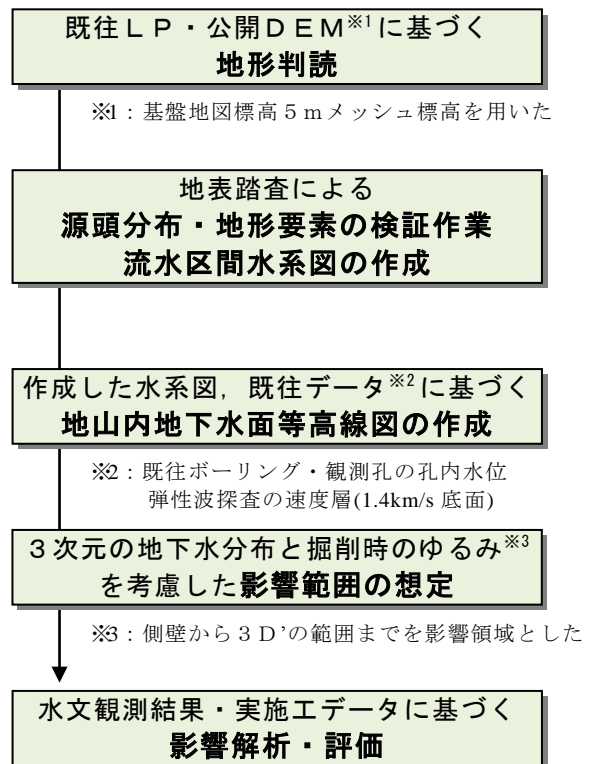 既往ＬＰ・公開ＤＥＭ※1に基づく
地形判読
※1：基盤地図標高５ｍメッシュ標高を用いた
地表踏査による
源頭分布・地形要素の検証作業
流水区間水系図の作成
作成した水系図，既往データ※2に基づく
地山内地下水面等高線図の作成
※2：既往ボーリング・観測孔の孔内水位
弾性波探査の速度層(1.4km/s 底面)
３次元の地下水分布と掘削時のゆるみ※3
を考慮した影響範囲の想定
※3：側壁から３Ｄ’の範囲までを影響領域とした
水文観測結果・実施工データに基づく
影響解析・評価